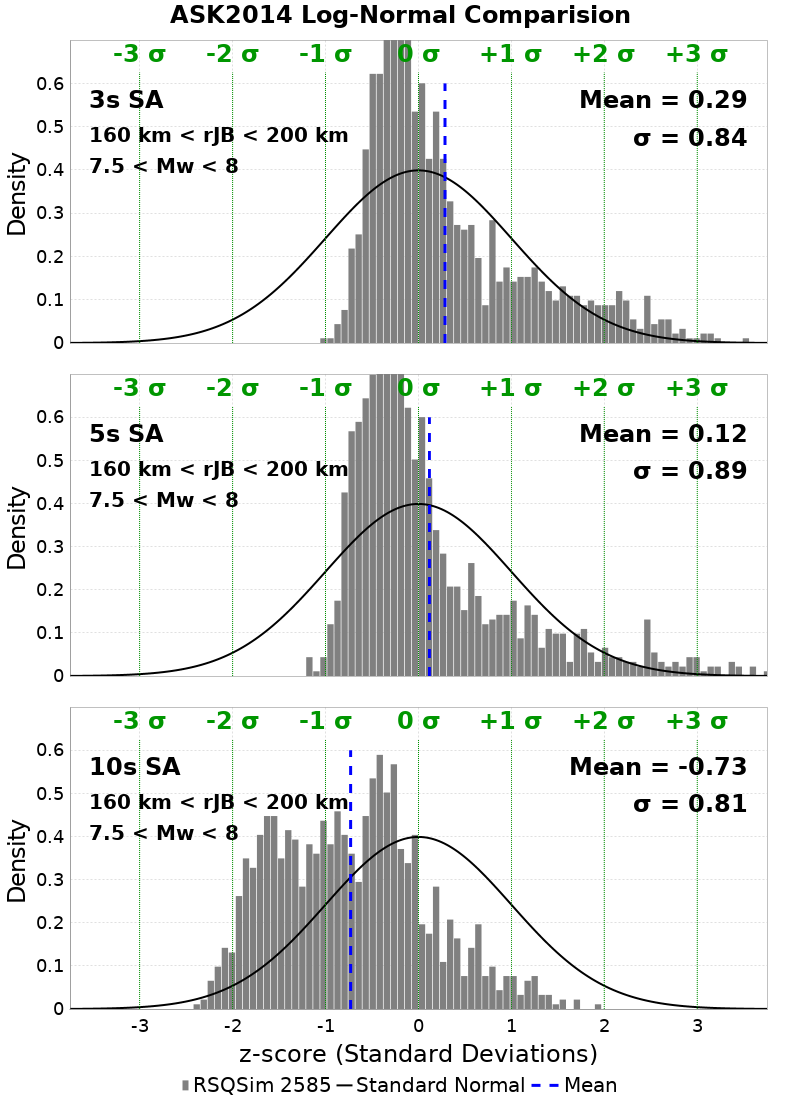 ASK2014 Log-Normal Comparision
-3 σ -2 σ -1 σ 0 σ +1 σ +2 σ +3 σ
0.6
3s SA
Mean = 0.29
0.5
160 km < rJB < 200 km
σ = 0.84
0.4
7.5 < Mw < 8
0.3
0.2
0.1
0
Density
-3 σ -2 σ -1 σ 0 σ +1 σ +2 σ +3 σ
0.6
5s SA
Mean = 0.12
0.5
160 km < rJB < 200 km
σ = 0.89
0.4
7.5 < Mw < 8
0.3
0.2
0.1
0
Density
-3 σ -2 σ -1 σ 0 σ +1 σ +2 σ +3 σ
0.6
10s SA
Mean = -0.73
0.5
160 km < rJB < 200 km
σ = 0.81
0.4
7.5 < Mw < 8
0.3
0.2
0.1
0
Density
-3 -2 -1 0 1 2 3
z-score (Standard Deviations)
RSQSim 2585 Standard Normal Mean